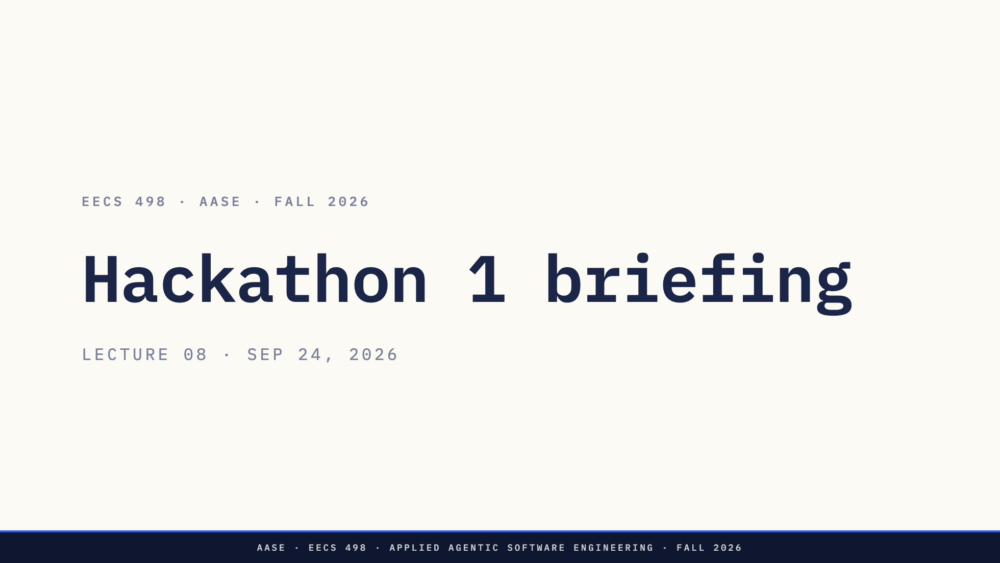 EECS 498 · AASE · FALL 2026
Hackathon 1 briefing
LECTURE 08 · SEP 24, 2026
AASE · EECS 498 · APPLIED AGENTIC SOFTWARE ENGINEERING · FALL 2026